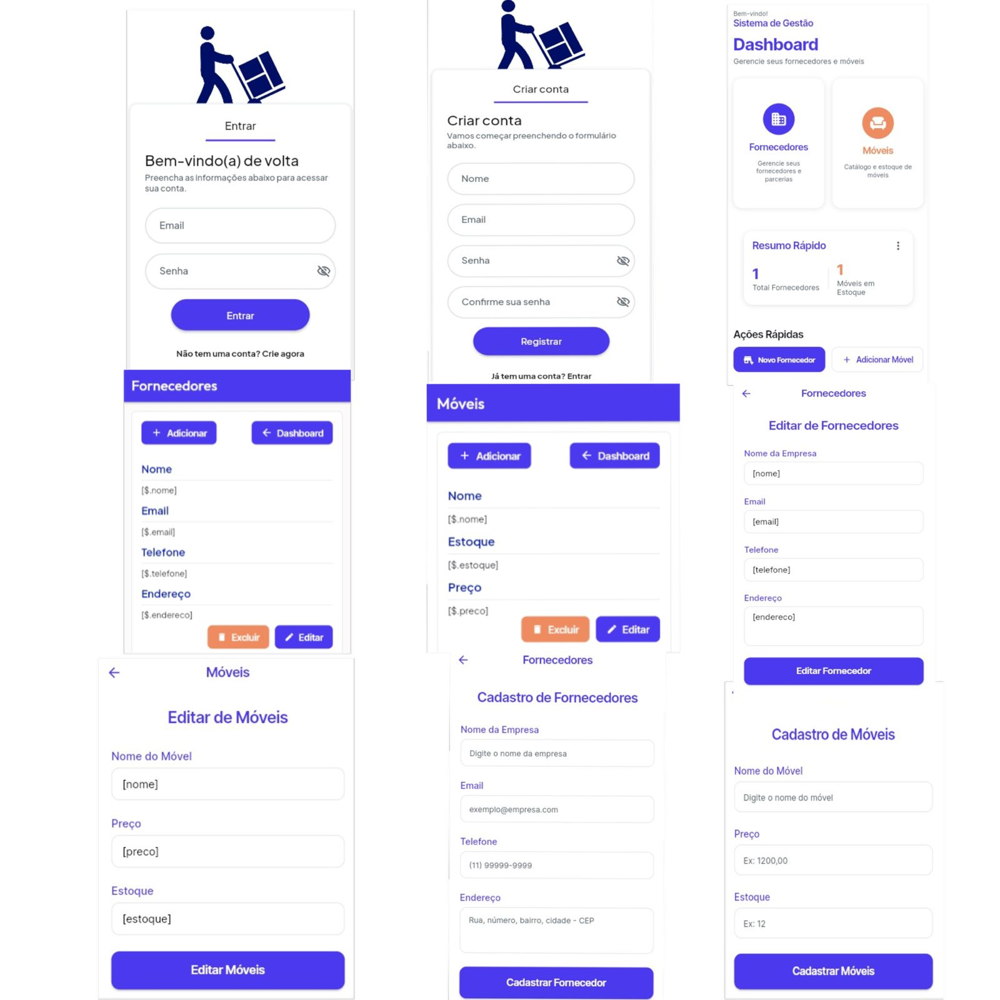 Entrar
Bem-vindo(a) de volta
Preencha as informações abaixo para acessar
sua conta.
Email
Senha
Entrar
Não tem uma conta? Crie agora
Criar conta
Criar conta
Vamos começar preenchendo o formulário
abaixo.
Nome
Email
Senha
Confirme sua senha
Registrar
Já tem uma conta? Entrar
Bem-vindo!
Sistema de Gestão
Dashboard
Gerencie seus fornecedores e móveis
Fornecedores
Gerencie seus
fornecedores e
parcerias
Móveis
Catálogo e estoque de
móveis
Resumo Rápido
1
Total Fornecedores
1
Móveis em
Estoque
Ações Rápidas
Novo Fornecedor
+ Adicionar Móvel
Fornecedores
+ Adicionar
← Dashboard
Nome
[$.nome]
Email
[$.email]
Telefone
[$.telefone]
Endereço
[$.endereco]
Excluir
Editar
Móveis
+ Adicionar
← Dashboard
Nome
[$.nome]
Estoque
[$.estoque]
Preço
[$.preco]
Excluir
Editar
← Fornecedores
Editar de Fornecedores
Nome da Empresa
[nome]
Email
[email]
Telefone
[telefone]
Endereço
[endereco]
Editar Fornecedor
← Móveis
Editar de Móveis
Nome do Móvel
[nome]
Preço
[preco]
Estoque
[estoque]
Editar Móveis
← Fornecedores
Cadastro de Fornecedores
Nome da Empresa
Digite o nome da empresa
Email
exemplo@empresa.com
Telefone
(11) 99999-9999
Endereço
Rua, número, bairro, cidade - CEP
Cadastrar Fornecedor
Cadastro de Móveis
Nome do Móvel
Digite o nome do móvel
Preço
Ex: 1200,00
Estoque
Ex: 12
Cadastrar Móveis